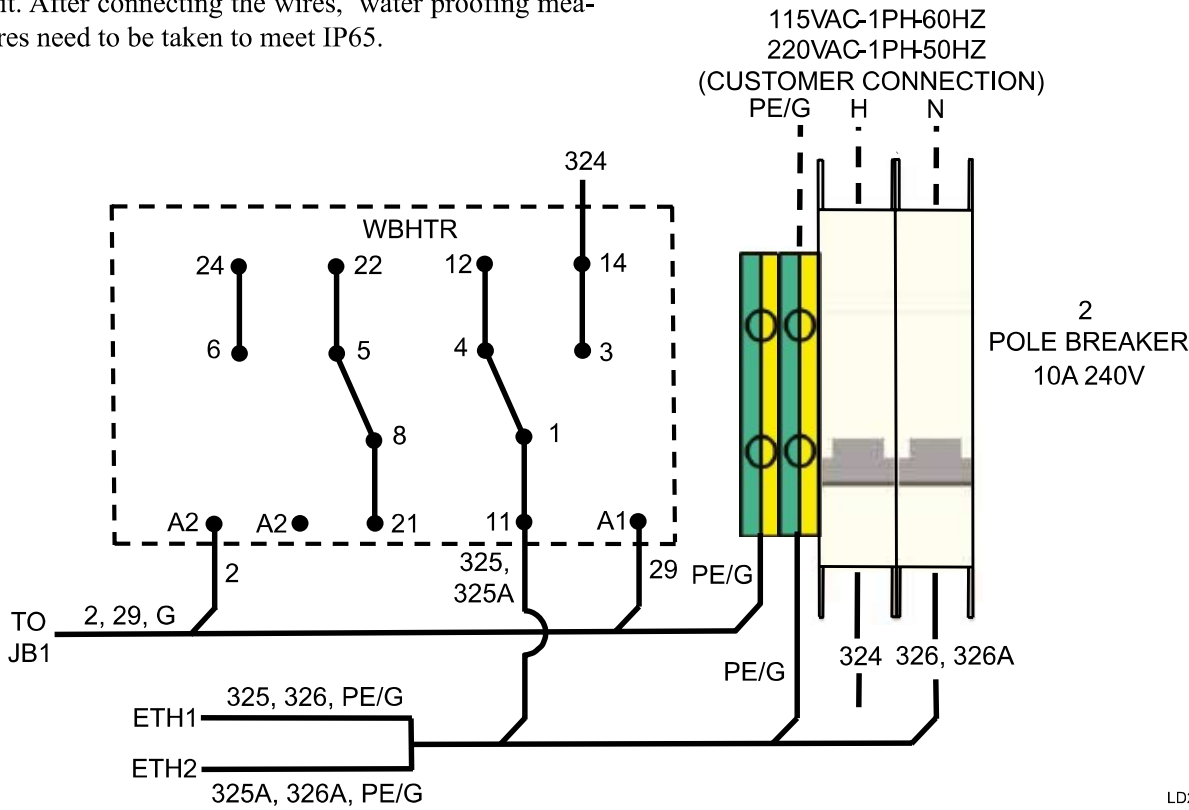 it. After connecting the wires, water proofing mea-
res need to be taken to meet IP65.
115VAC-1PH-60HZ
220VAC-1PH-50HZ
(CUSTOMER CONNECTION)
PE/G H N
324
WBHTR
24 22 12 14
6 5 4 3
8 1
A2 A2 21 11 A1
2
POLE BREAKER
10A 240V
2
325,
325A
29
PE/G
TO
JB1
2, 29, G
PE/G
324 326, 326A
ETH1
325, 326, PE/G
ETH2
325A, 326A, PE/G